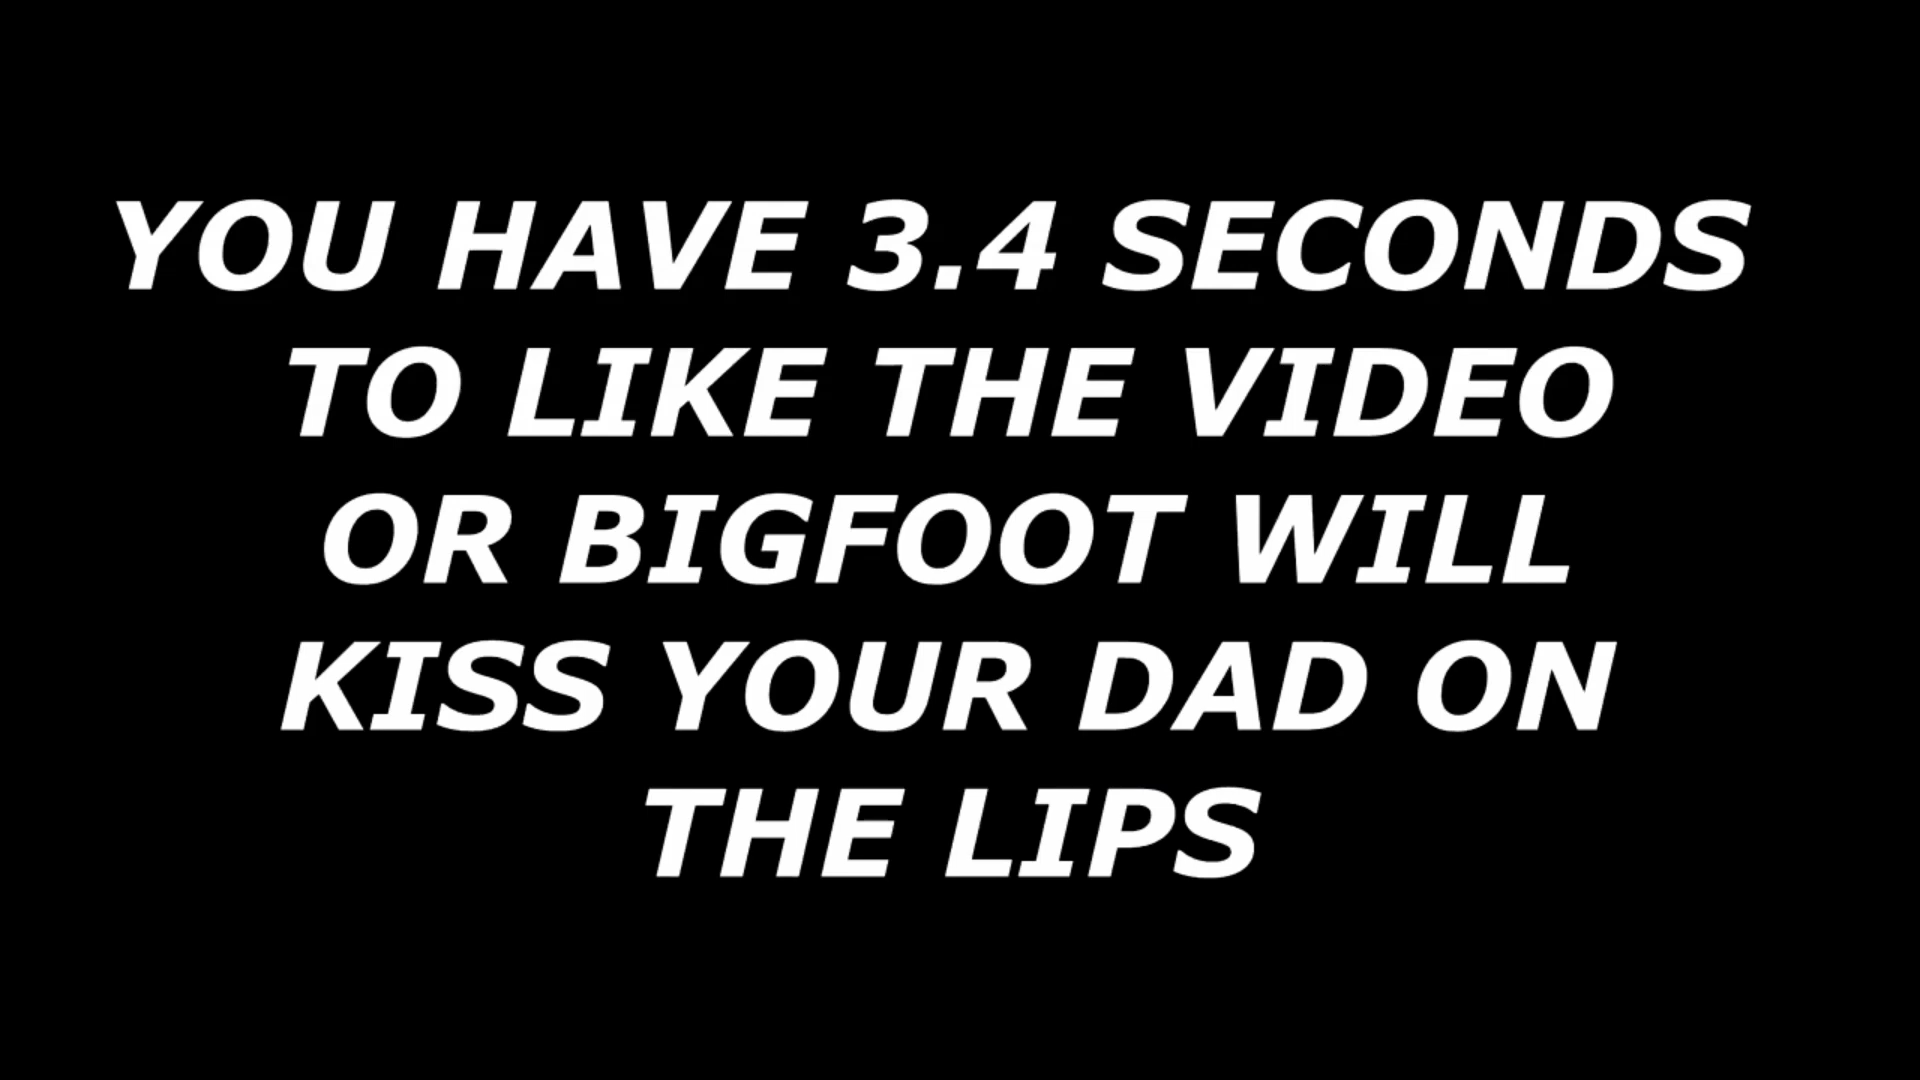 YOU HAVE 3.4 SECONDS
TO LIKE THE VIDEO
OR BIGFOOT WILL
KISS YOUR DAD ON
THE LIPS